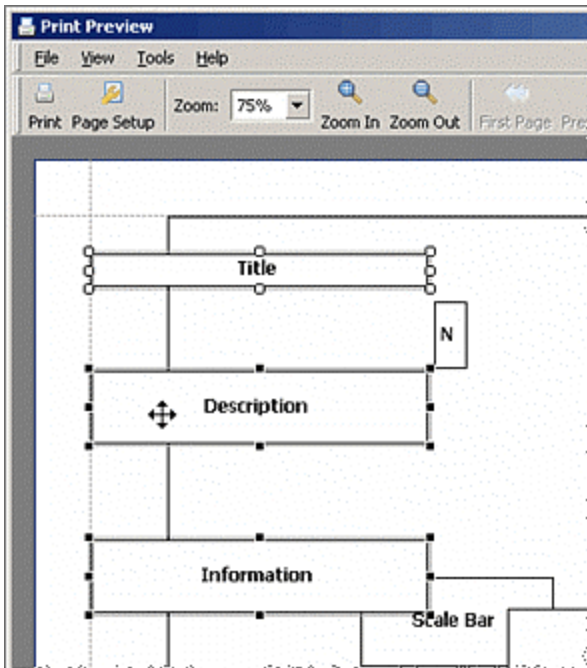 Print Preview
File View Tools Help
Zoom: 75%
Print Page Setup Zoom In Zoom Out First Page
Title
N
Description
Information
Scale Bar